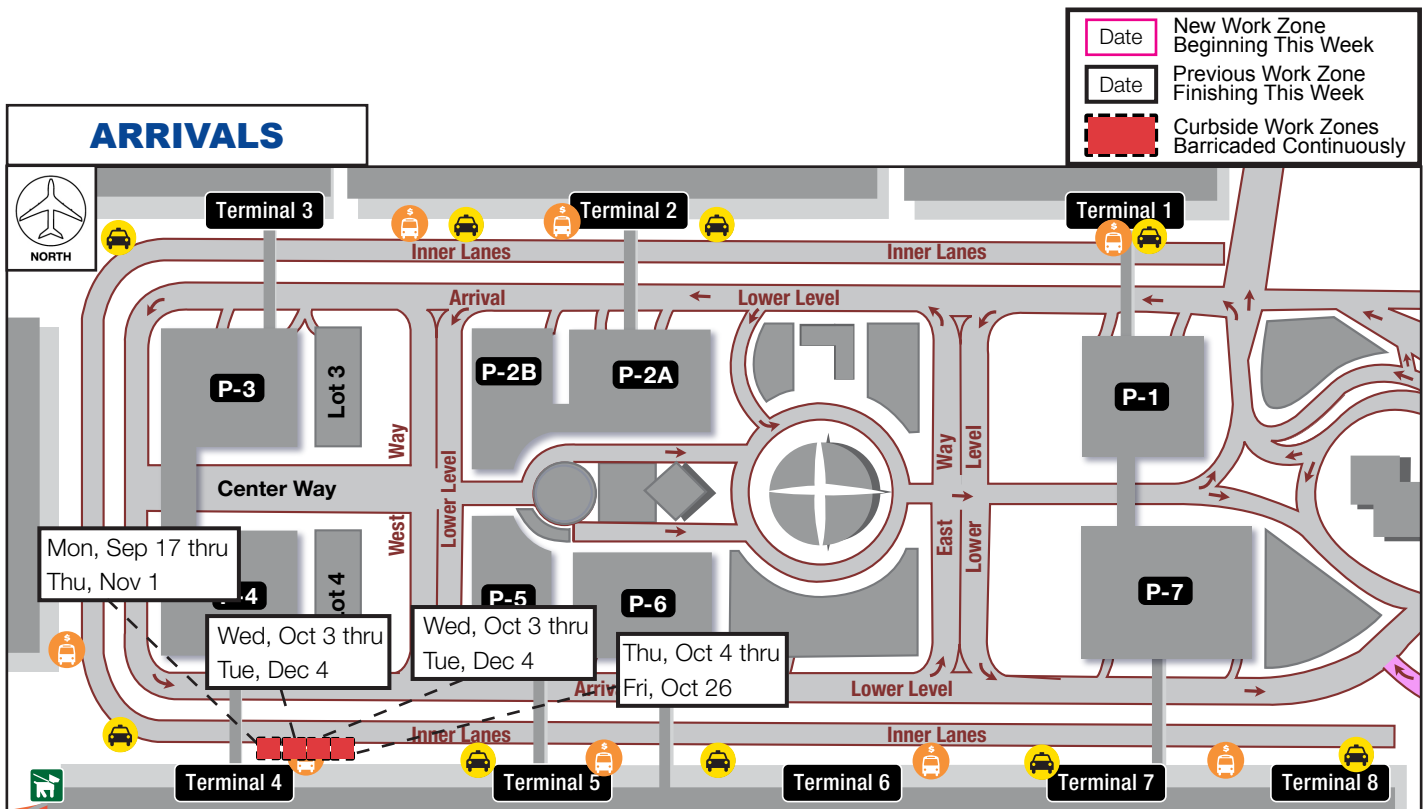 Date
New Work Zone
Beginning This Week
Date
Previous Work Zone
Finishing This Week
Curbside Work Zones
Barricaded Continuously
ARRIVALS
NORTH
Terminal 3
$
$
Terminal 2
Terminal 1
$
Inner Lanes
Inner Lanes
Arrival
Lower Level
P-3
Lot 3
P-2B
P-2A
P-1
Way
Lower Level
Way
Level
Center Way
West
East
Lower
Mon, Sep 17 thru
Thu, Nov 1
Lot 4
P-5
P-6
P-7
Wed, Oct 3 thru
Tue, Dec 4
Wed, Oct 3 thru
Tue, Dec 4
Thu, Oct 4 thru
Fri, Oct 26
$
Lower Level
Inner Lanes
Inner Lanes
$
$
$
Terminal 4
Terminal 5
Terminal 6
Terminal 7
Terminal 8